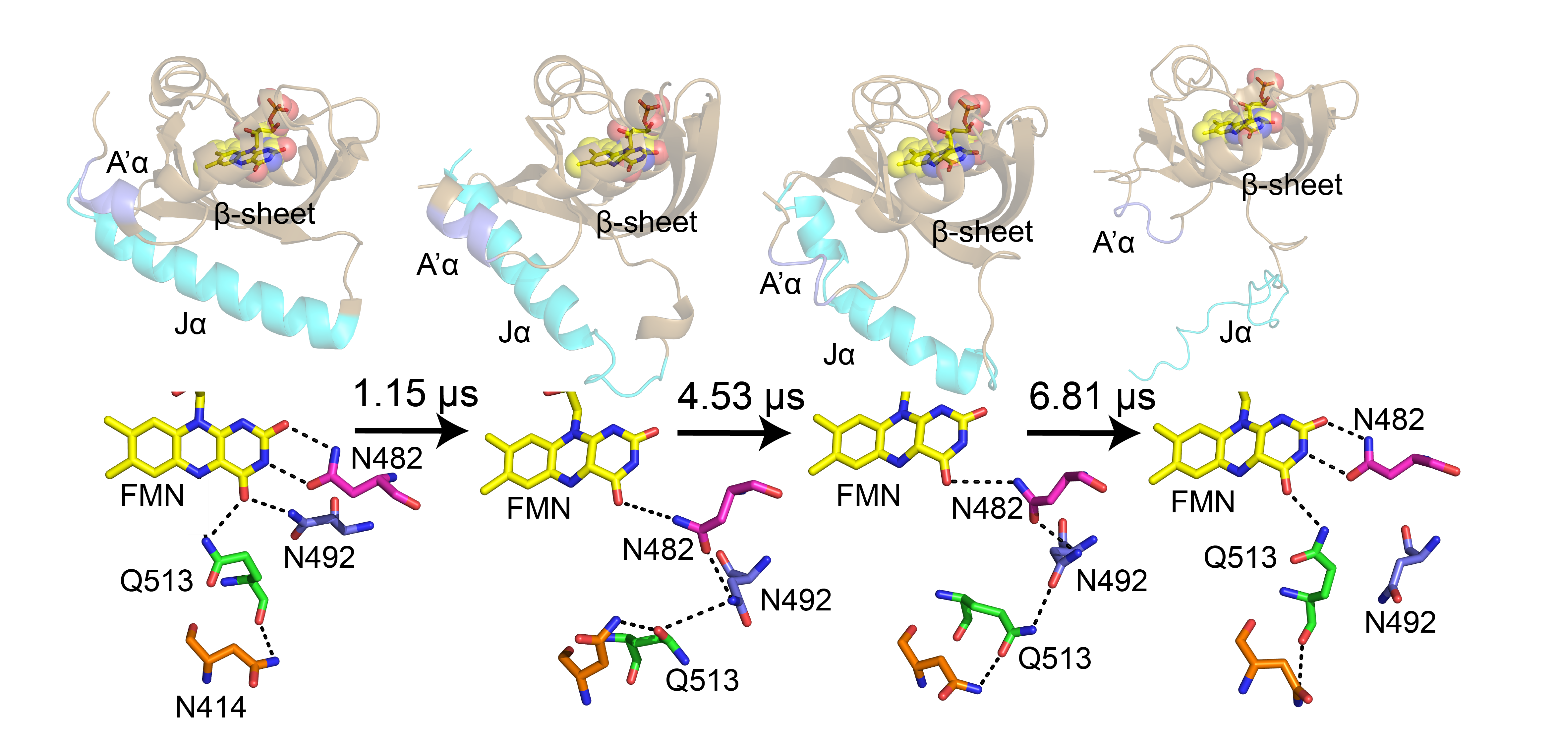 A'α
β-sheet
Jα
A'α
β-sheet
Jα
A'α
β-sheet
Jα
A'α
β-sheet
Jα
1.15 µs
4.53 µs
6.81 µs
FMN
N482
N492
Q513
N414
FMN
N482
N492
Q513
FMN
N482
N492
Q513
FMN
N482
Q513
N492